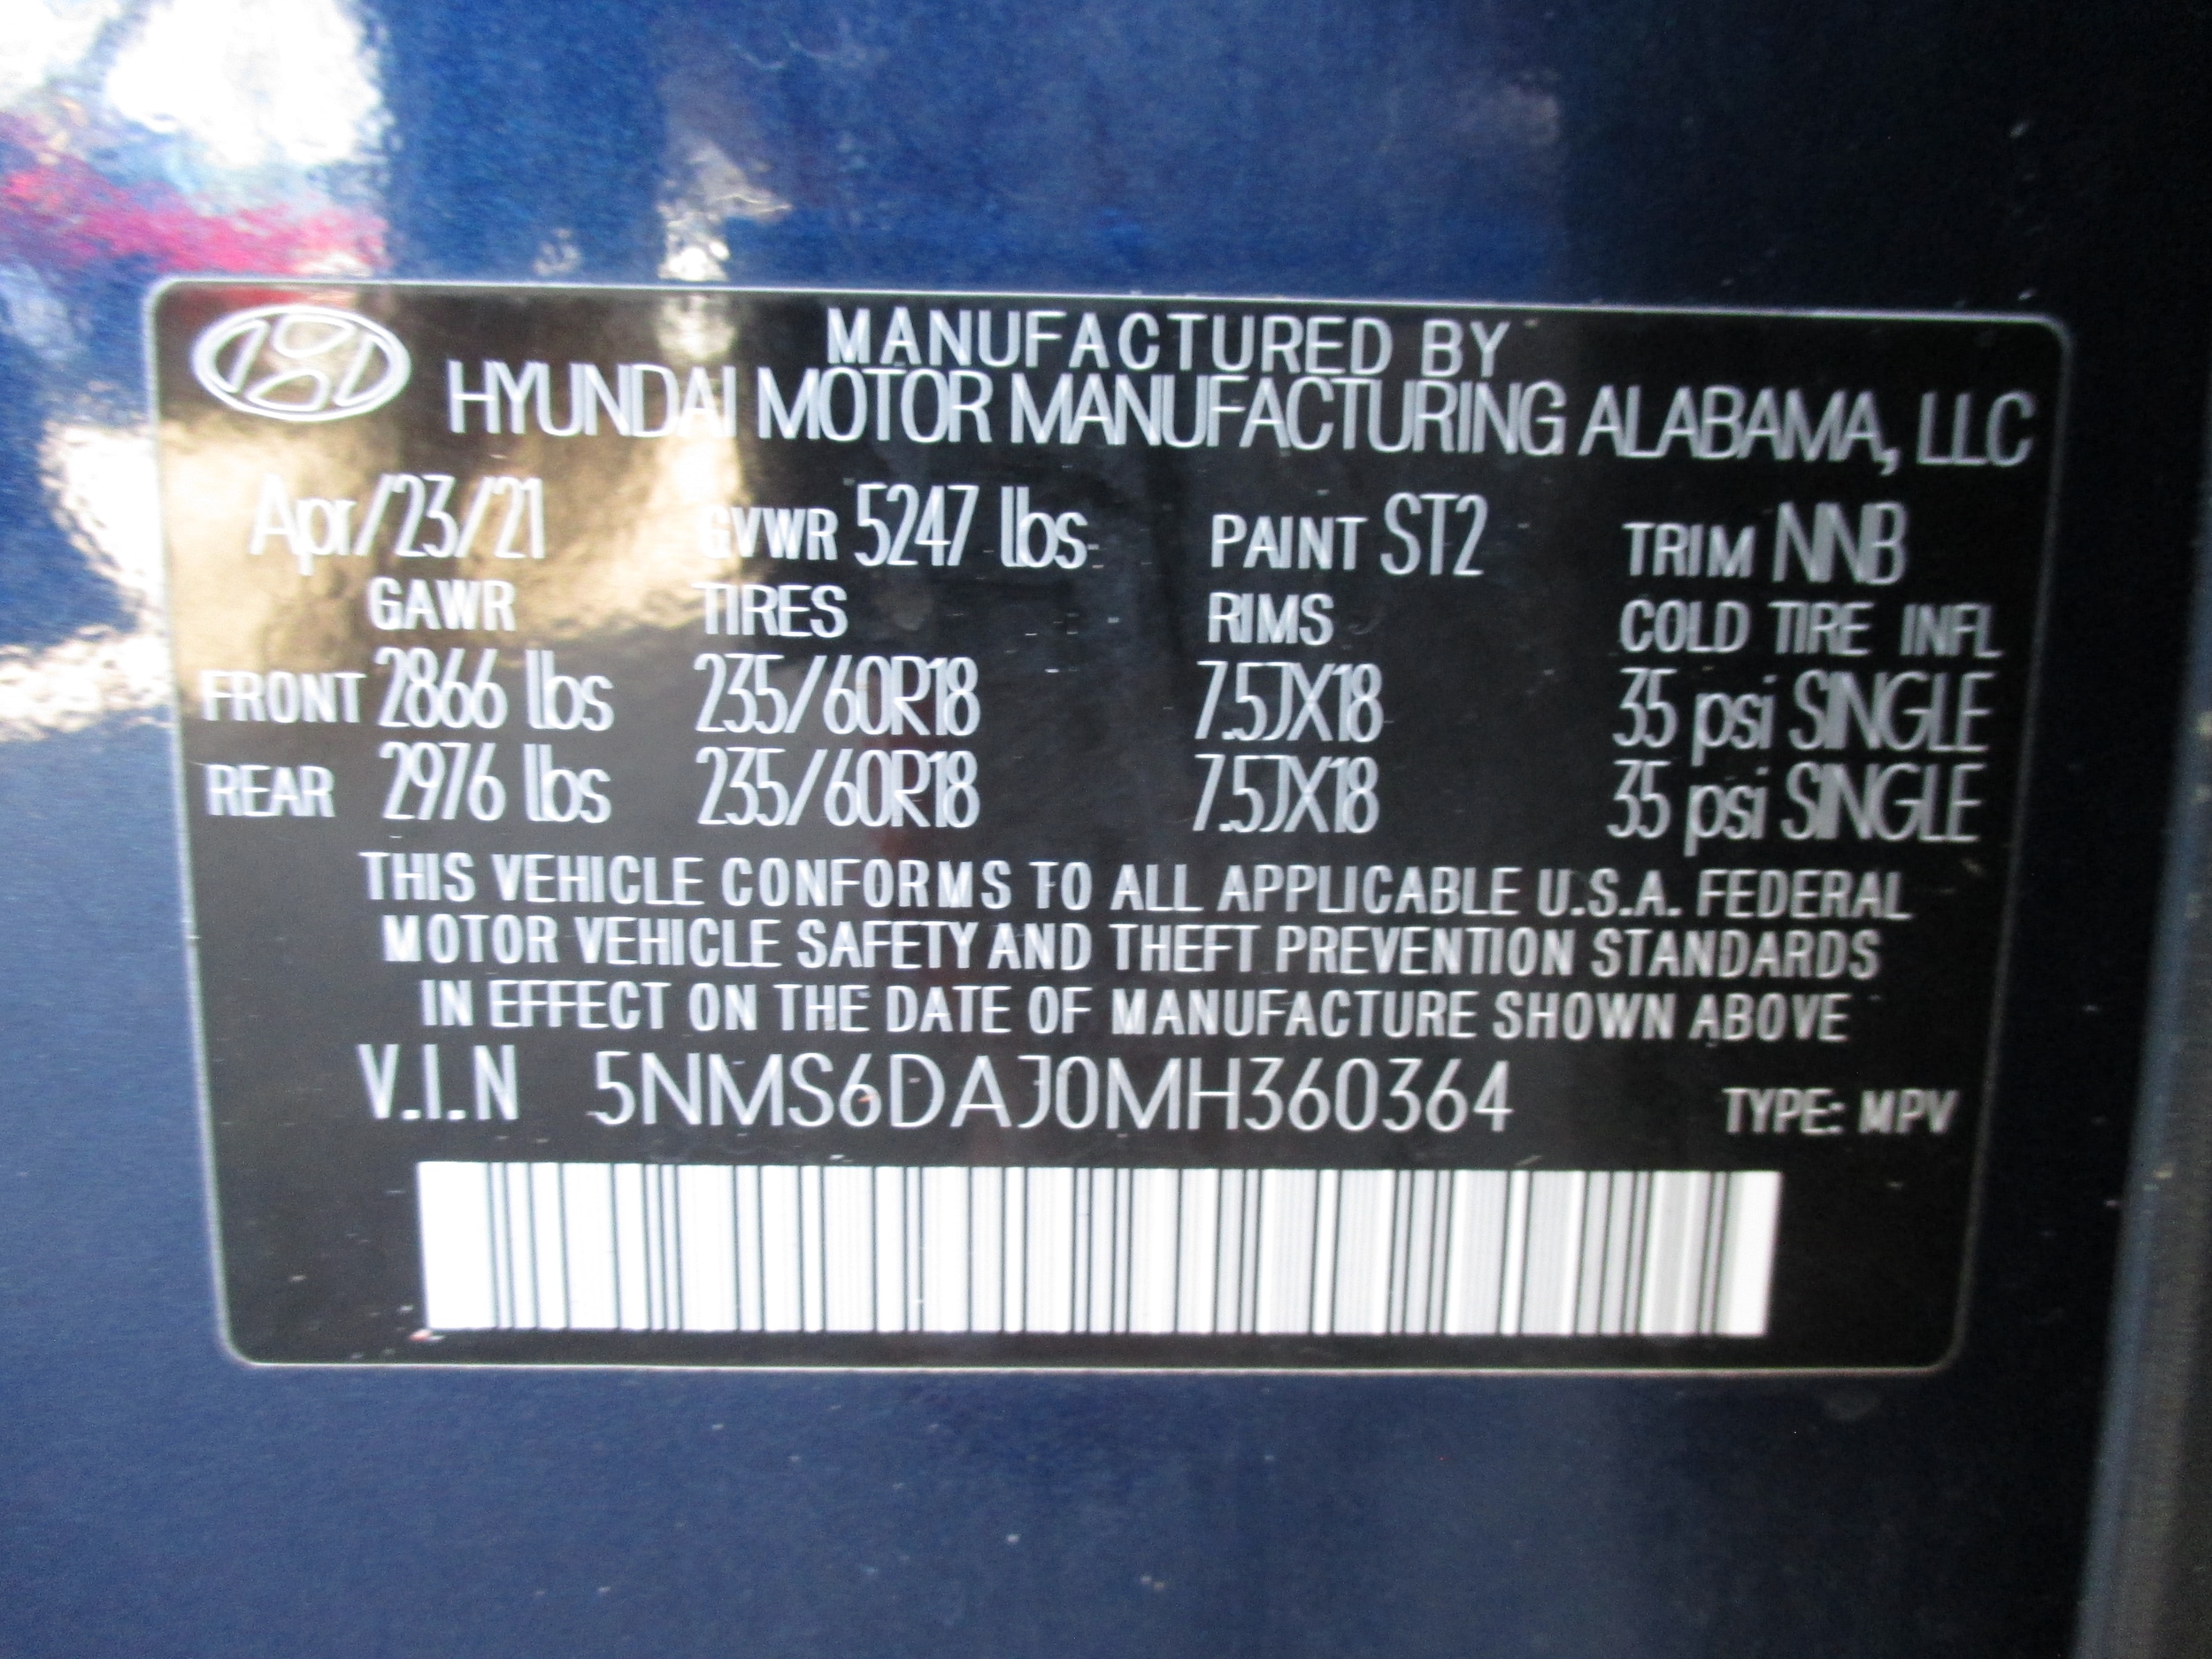 MANUFACTURED BY
HYUNDAI MOTOR MANUFACTURING ALABAMA, LLC
Apr/23/21 GVWR 5247 lbs PAINT ST2 TRIM NNB
GAWR TIRES RIMS COLD TIRE INFL
FRONT 2866 lbs 235/60R18 7.5JX18 35 psi SINGLE
REAR 2976 lbs 235/60R18 7.5JX18 35 psi SINGLE
THIS VEHICLE CONFORMS TO ALL APPLICABLE U.S.A. FEDERAL
MOTOR VEHICLE SAFETY AND THEFT PREVENTION STANDARDS
IN EFFECT ON THE DATE OF MANUFACTURE SHOWN ABOVE
V.I.N 5NMS6DAJ0MH360364 TYPE: MPV